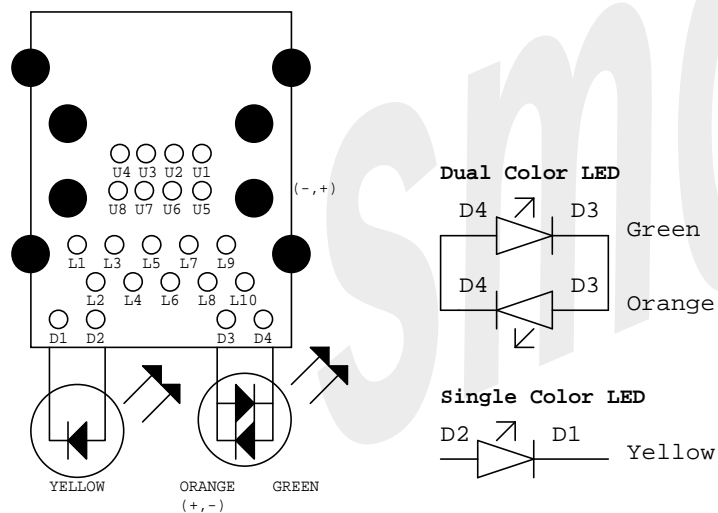 U4 U3 U2 U1
U8 U7 U6 U5
(-,+)
L1 L3 L5 L7 L9
L2 L4 L6 L8 L10
D1 D2 D3 D4
YELLOW ORANGE GREEN
(+,-)
Dual Color LED
D4 D3 Green
D4 D3 Orange
Single Color LED
D2 D1 Yellow